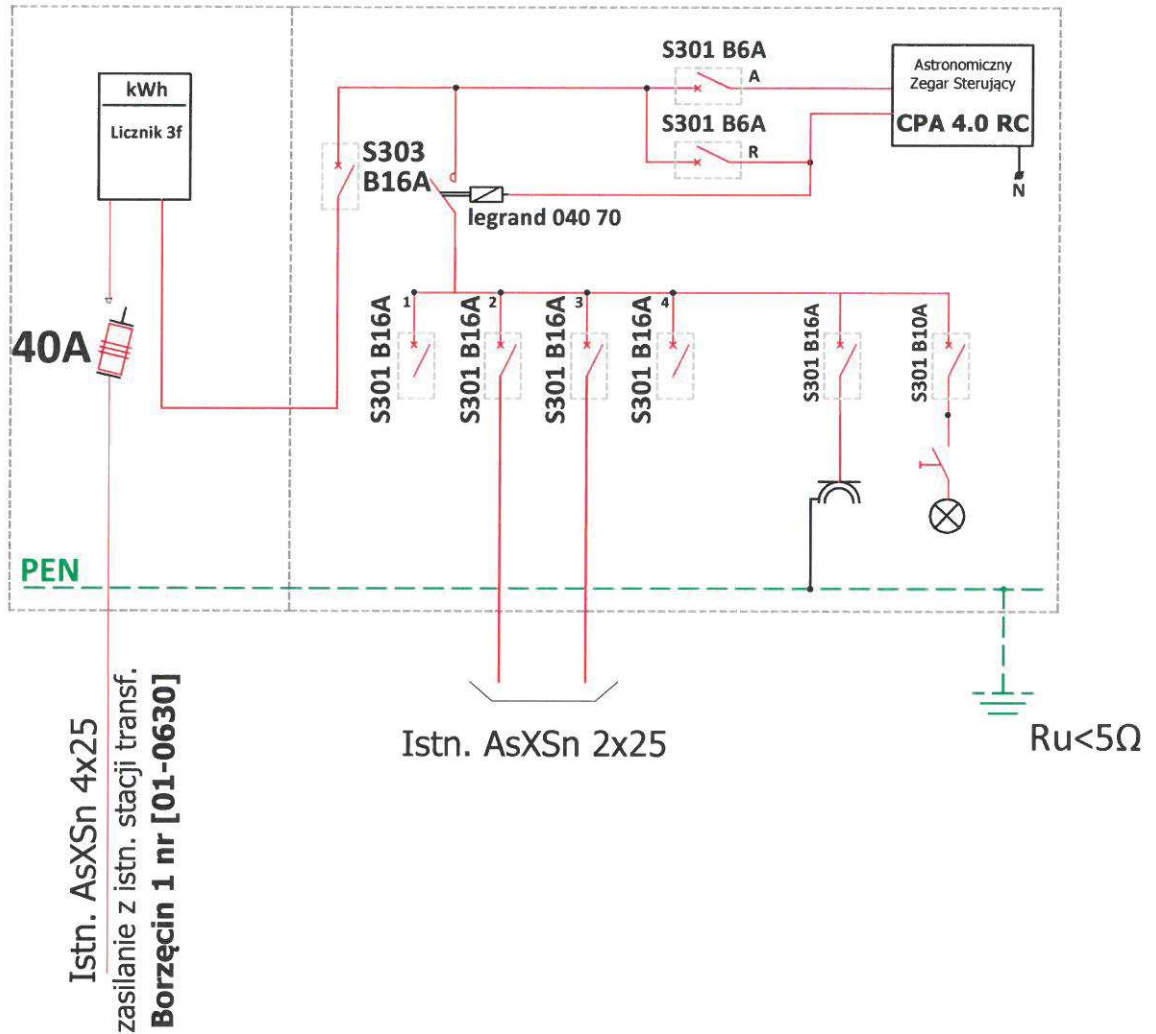 kWh
Licznik 3f
S303
B16A
S301 B6A
A
S301 B6A
R
Astronomiczny
Zegar Sterujący
CPA 4.0 RC
N
legrand 040 70
40A
1
S301 B16A
2
S301 B16A
3
S301 B16A
4
S301 B16A
S301 B16A
S301 B10A
PEN
Istn. AsXSn 4x25
zasilanie z istn. stacji transf.
Borzęcin 1 nr [01-0630]
Istn. AsXSn 2x25
Ru<5Ω